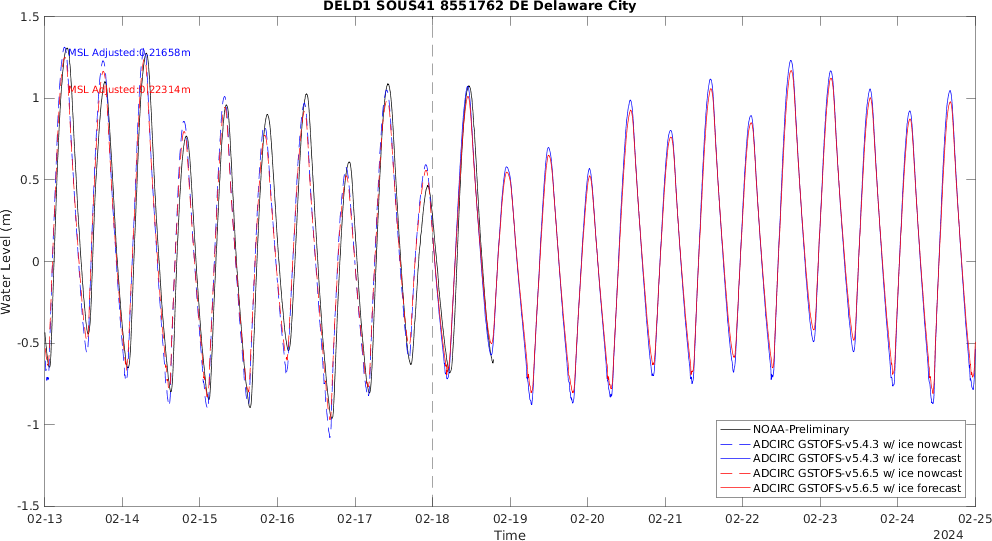 DELD1 SOUS41 8551762 DE Delaware City
1.5
1
0.5
0
-0.5
-1
-1.5
Water Level (m)
MSL Adjusted:0.21658m
MSL Adjusted:0.22314m
NOAA-Preliminary
ADCIRC GSTOFS-v5.4.3 w/ ice nowcast
ADCIRC GSTOFS-v5.4.3 w/ ice forecast
ADCIRC GSTOFS-v5.6.5 w/ ice nowcast
ADCIRC GSTOFS-v5.6.5 w/ ice forecast
02-13 02-14 02-15 02-16 02-17 02-18 02-19 02-20 02-21 02-22 02-23 02-24 02-25
Time
2024